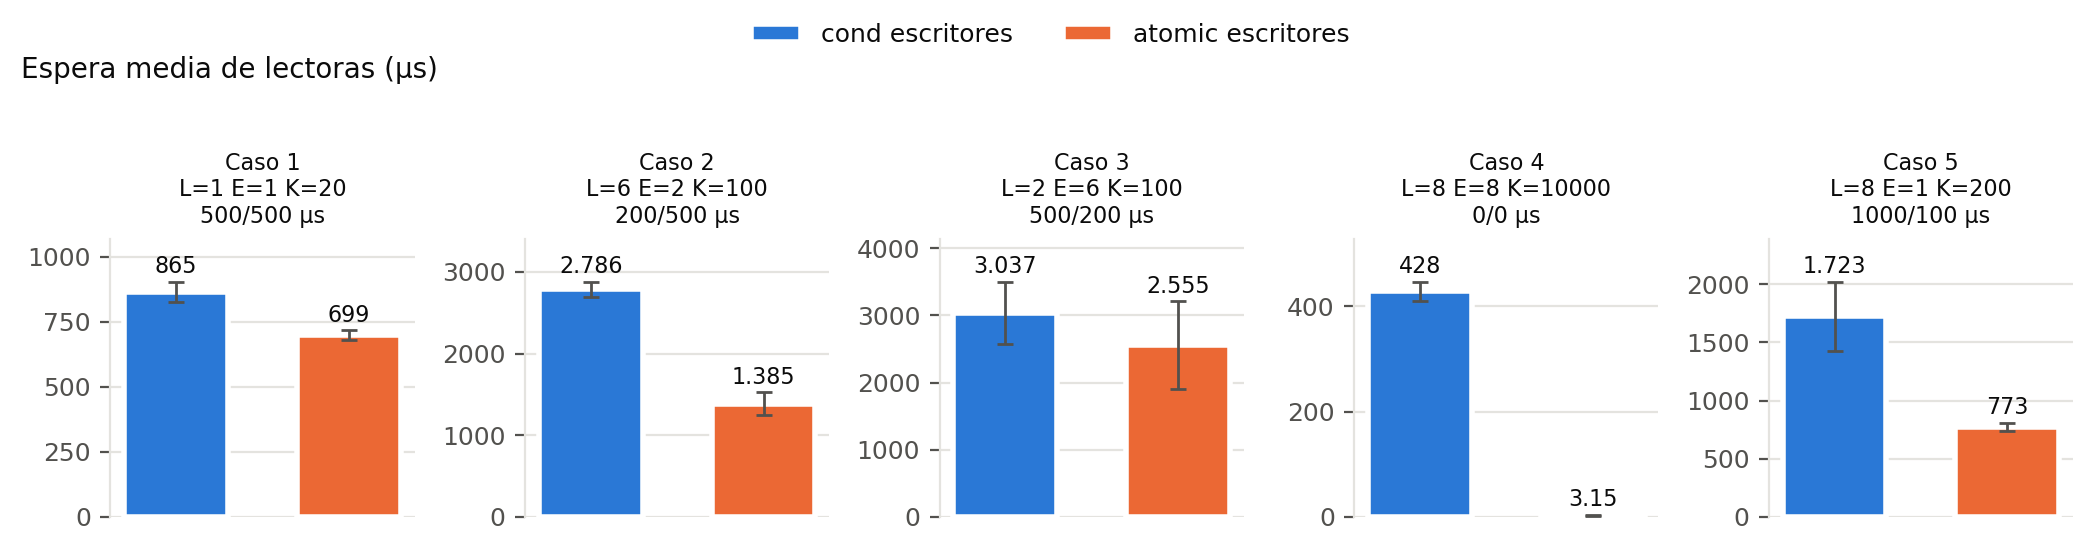 cond escritores
atomic escritores
Espera media de lectoras (µs)
Caso 1
L=1 E=1 K=20
500/500 µs
1000
750
500
250
0
865
699
Caso 2
L=6 E=2 K=100
200/500 µs
3000
2000
1000
0
2.786
1.385
Caso 3
L=2 E=6 K=100
500/200 µs
4000
3000
2000
1000
0
3.037
2.555
Caso 4
L=8 E=8 K=10000
0/0 µs
400
200
0
428
3.15
Caso 5
L=8 E=1 K=200
1000/100 µs
2000
1500
1000
500
0
1.723
773